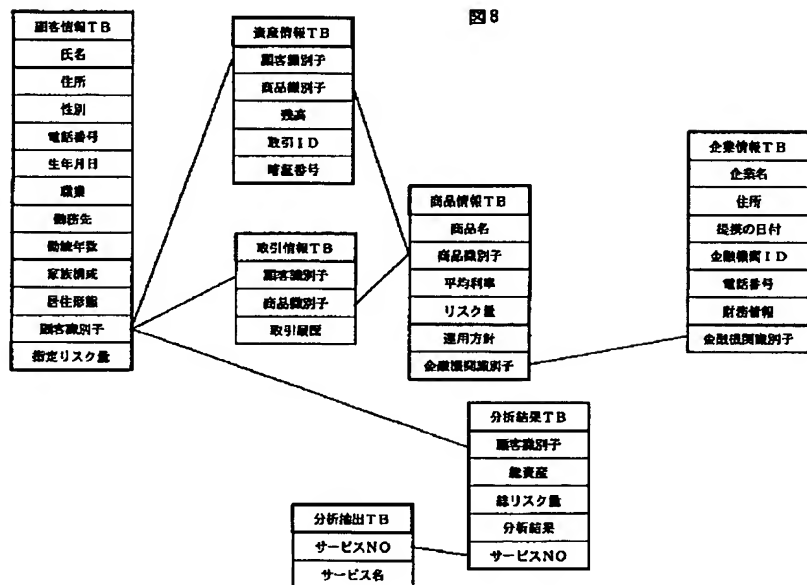 図8
顧客情報TB
氏名
住所
性別
電話番号
生年月日
職業
勤務先
勤続年数
家族構成
居住形態
顧客識別子
指定リスク量
資産情報TB
顧客識別子
商品識別子
残高
取引ID
暗証番号
取引情報TB
顧客識別子
商品識別子
取引履歴
商品情報TB
商品名
商品識別子
平均利率
リスク量
運用方針
金融機関識別子
企業情報TB
企業名
住所
提携の日付
金融機関ID
電話番号
財務情報
金融機関識別子
分析結果TB
顧客識別子
総資産
総リスク量
分析結果
サービスNO
分析抽出TB
サービスNO
サービス名